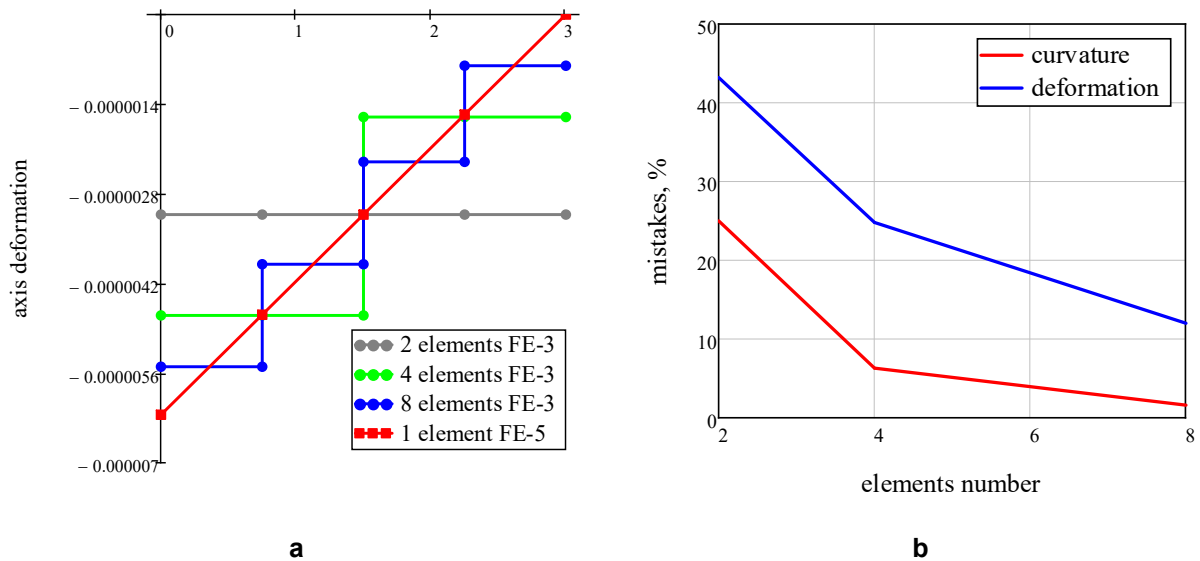 0
1
2
3
– 0.0000014
– 0.0000028
– 0.0000042
– 0.0000056
– 0.000007
axis deformation
2 elements FE-3
4 elements FE-3
8 elements FE-3
1 element FE-5
a
50
40
30
20
10
0
mistakes, %
curvature
deformation
2
4
6
8
elements number
b